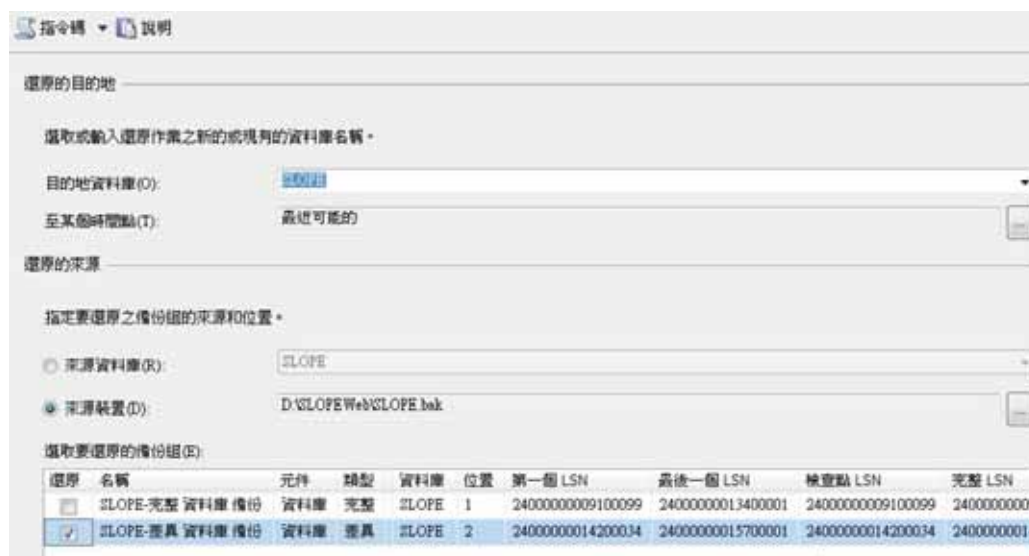 指令碼 說明
還原的目的地
選取或輸入還原作業之新的或現有的資料庫名稱。
目的地資料庫(O): SLOPE
至某個時間點(T): 最近可能的 ...
還原的來源
指定要還原之備份組的來源和位置。
來源資料庫(R): SLOPE
來源裝置(D): D:\SLOPEWeb\SLOPE.bak ...
選取要還原的備份組(E):
還原 名稱 元件 類型 資料庫 位置 第一個 LSN 最後一個 LSN 檢查點 LSN 完整 LSN
SLOPE-完整 資料庫 備份 資料庫 完整 SLOPE 1 24000000009100099 24000000013400001 24000000009100099 2400000000
SLOPE-差異 資料庫 備份 資料庫 差異 SLOPE 2 24000000014200034 24000000015700001 24000000014200034 2400000001